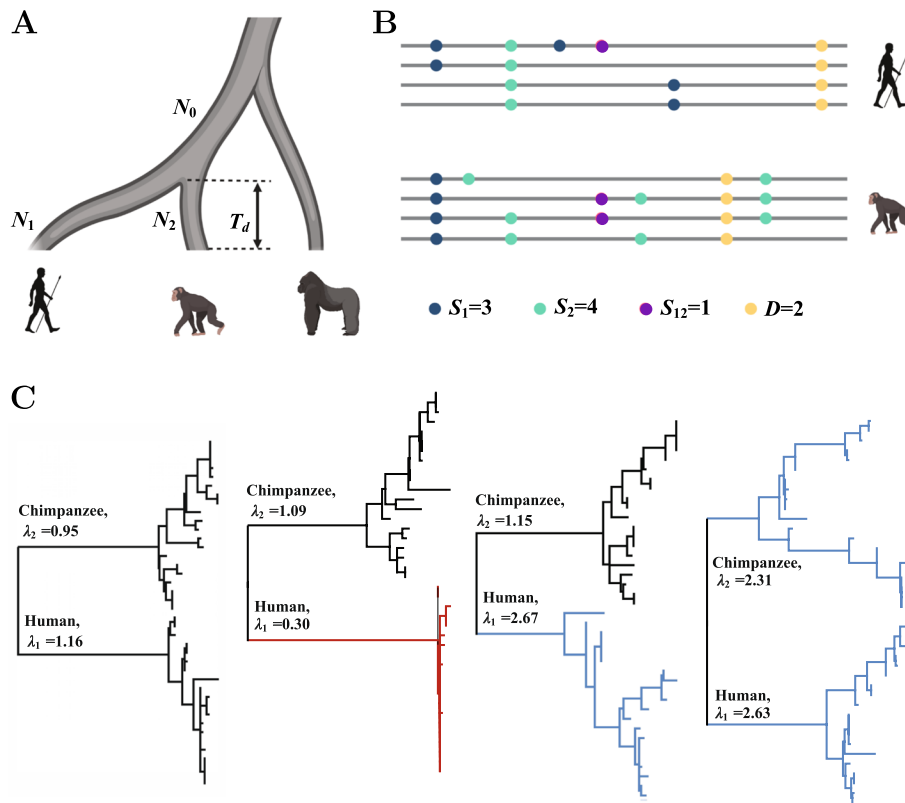 A
B
N0
N1
N2
Td
S1=3
S2=4
S12=1
D=2
C
Chimpanzee,
λ2=0.95
Human,
λ1=1.16
Chimpanzee,
λ2=1.09
Human,
λ1=0.30
Chimpanzee,
λ2=1.15
Human,
λ1=2.67
Chimpanzee,
λ2=2.31
Human,
λ1=2.63